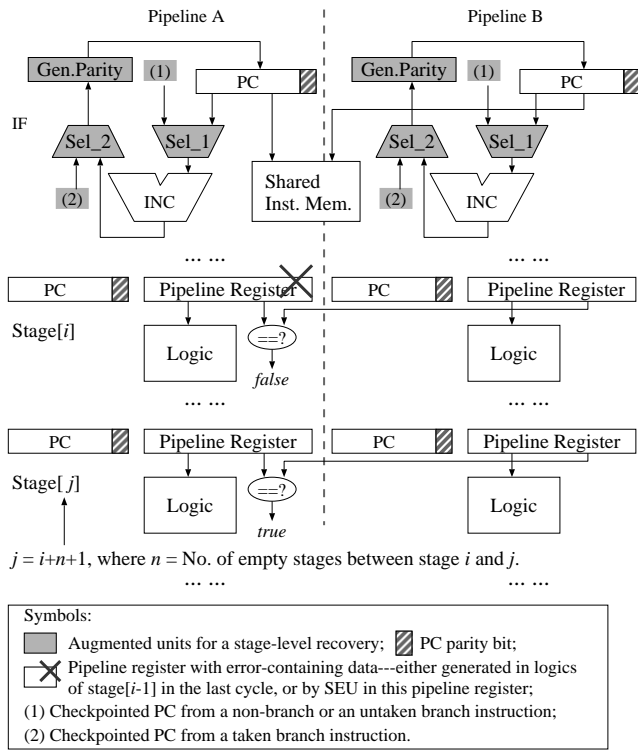 Pipeline A Pipeline B
Gen.Parity (1) PC Gen.Parity (1) PC
IF
Sel_2 Sel_1 Sel_2 Sel_1
(2) INC Shared Inst. Mem. (2) INC
... ... ... ...
PC Pipeline Register PC Pipeline Register
Stage[i]
Logic ==? Logic
false
... ... ... ...
PC Pipeline Register PC Pipeline Register
Stage[j]
Logic ==? Logic
true
j = i+n+1, where n = No. of empty stages between stage i and j.
... ... ... ...
Symbols:
Augmented units for a stage-level recovery; PC parity bit;
Pipeline register with error-containing data---either generated in logics
of stage[i-1] in the last cycle, or by SEU in this pipeline register;
(1) Checkpointed PC from a non-branch or an untaken branch instruction;
(2) Checkpointed PC from a taken branch instruction.